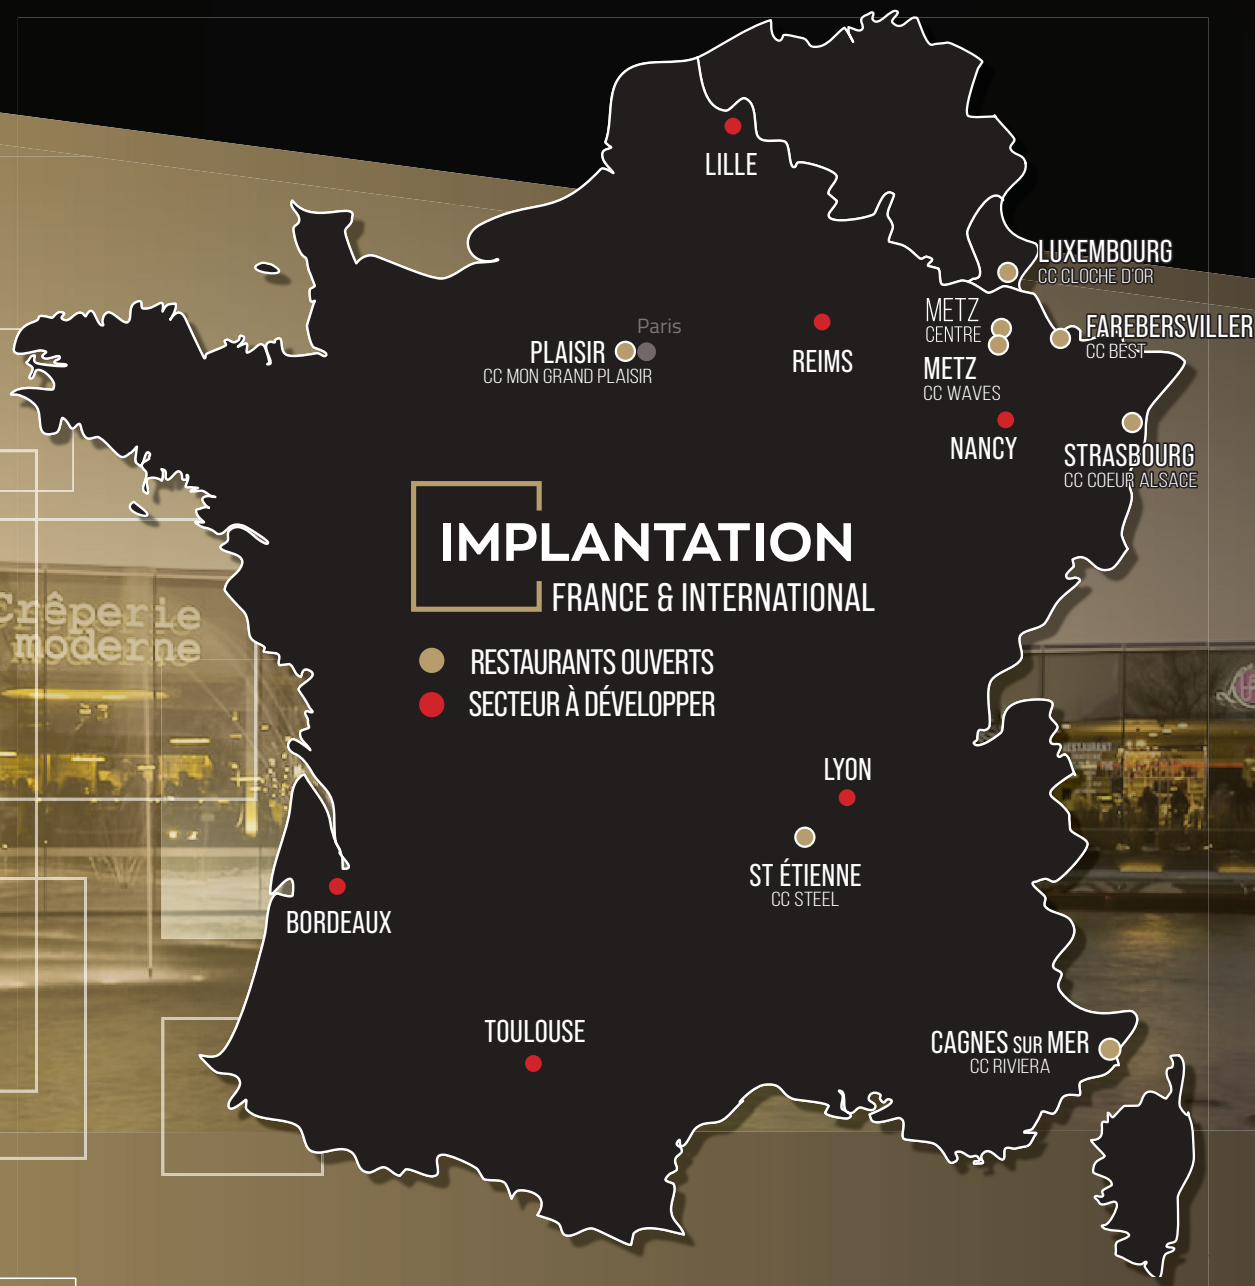 LILLE
LUXEMBOURG
CC CLOCHE D'OR
METZ
CENTRE
FAREBERSVILLER
CC BEST
Paris
PLAISIR
CC MON GRAND PLAISIR
REIMS
METZ
CC WAVES
NANCY
STRASBOURG
CC COEUR ALSACE
IMPLANTATION
FRANCE & INTERNATIONAL
Crêperie
moderne
RESTAURANTS OUVERTS
SECTEUR À DÉVELOPPER
RESTAURANT
LYON
ST ÉTIENNE
CC STEEL
BORDEAUX
TOULOUSE
CAGNES SUR MER
CC RIVIERA